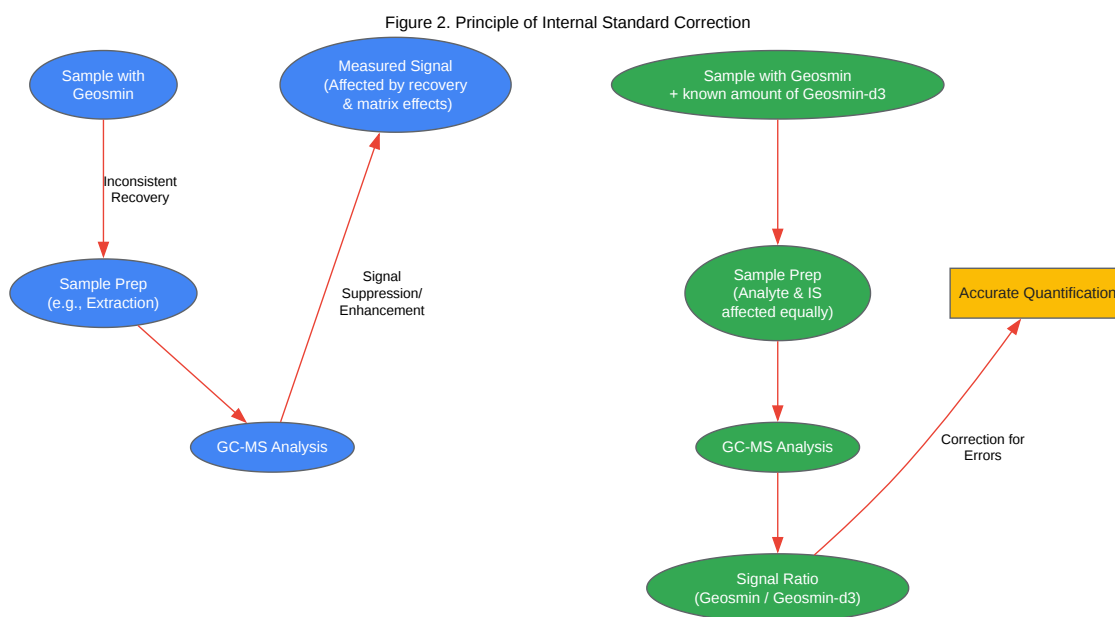 Figure 2. Principle of Internal Standard Correction
Sample with
Geosmin
Inconsistent
Recovery
Sample Prep
(e.g., Extraction)
GC-MS Analysis
Signal
Suppression/
Enhancement
Measured Signal
(Affected by recovery
& matrix effects)
Sample with Geosmin
+ known amount of Geosmin-d3
Sample Prep
(Analyte & IS
affected equally)
GC-MS Analysis
Signal Ratio
(Geosmin / Geosmin-d3)
Correction for
Errors
Accurate Quantification